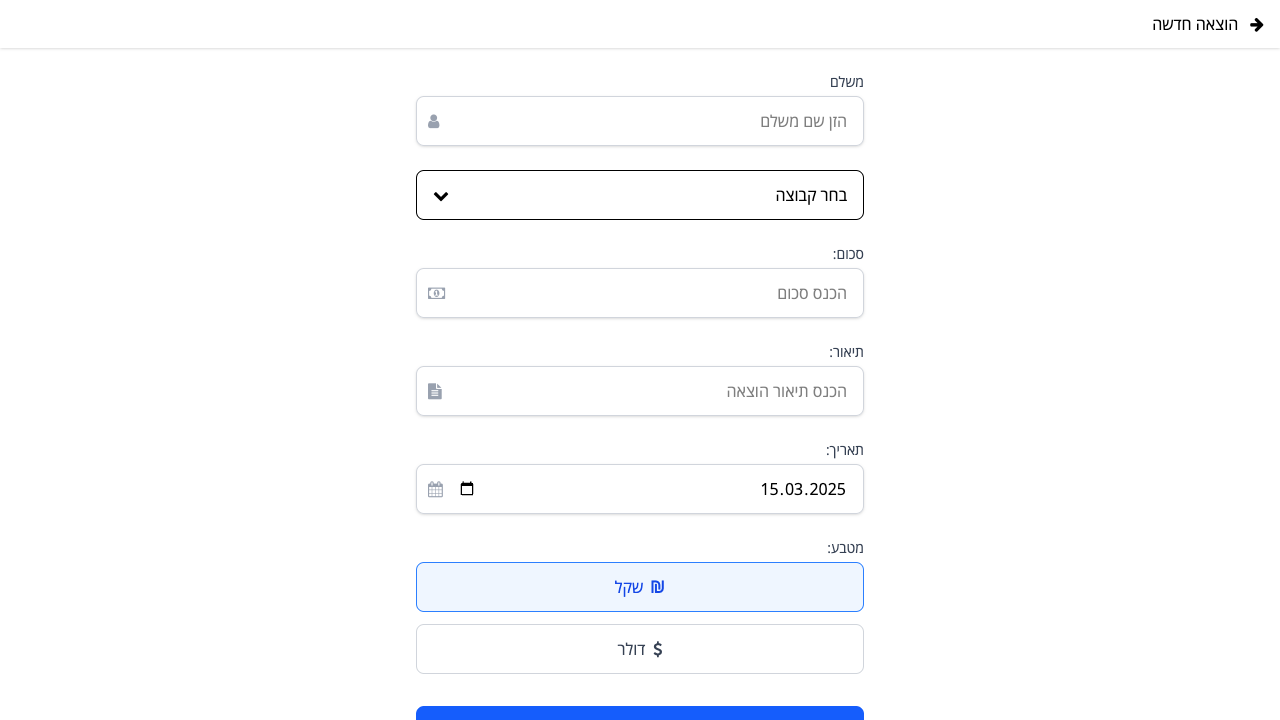 הוצאה חדשה
משלם
הזן שם משלם
בחר קבוצה
סכום:
הכנס סכום
תיאור:
הכנס תיאור הוצאה
תאריך:
15.03.2025
מטבע:
₪ שקל
$ דולר